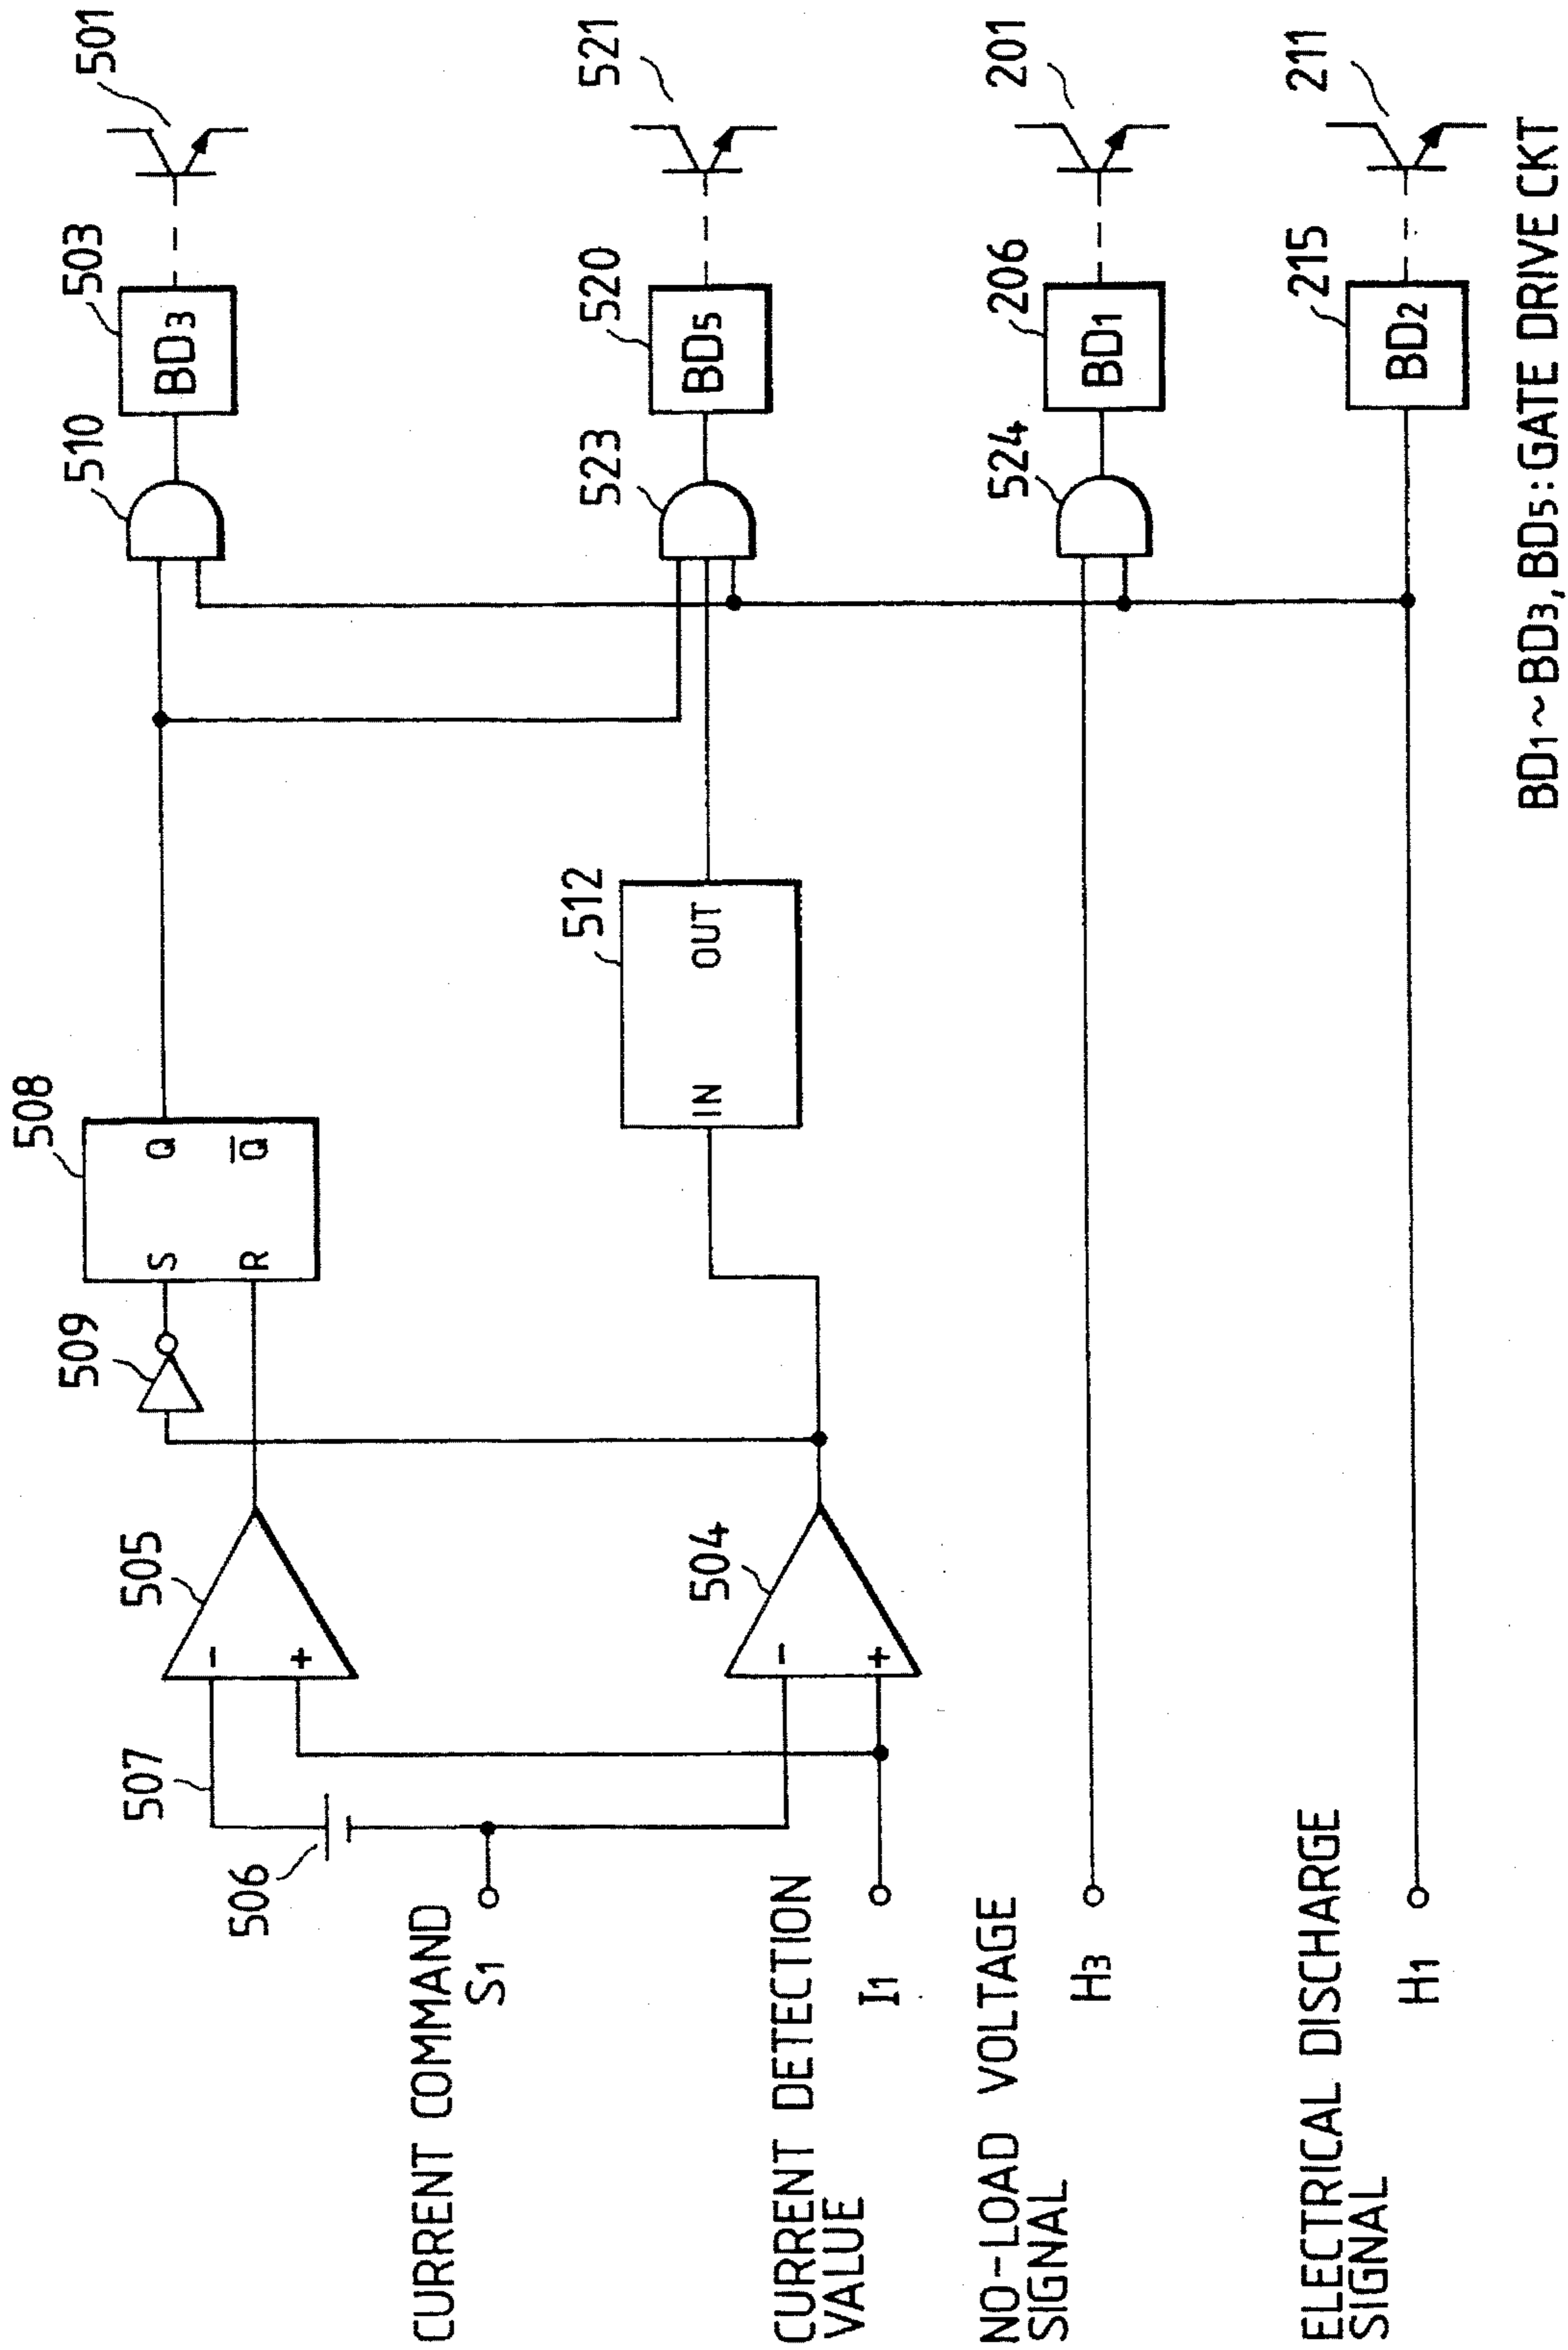 501
521
201
211
503
BD3
520
BD5
206
BD1
215
BD2
510
523
524
512
IN
OUT
508
S
R
Q
Q̅
509
505
-
+
504
-
+
507
506
CURRENT COMMAND
S1
CURRENT DETECTION
VALUE
I1
NO-LOAD VOLTAGE
SIGNAL
H3
ELECTRICAL DISCHARGE
SIGNAL
H1
BD1~BD3, BD5: GATE DRIVE CKT